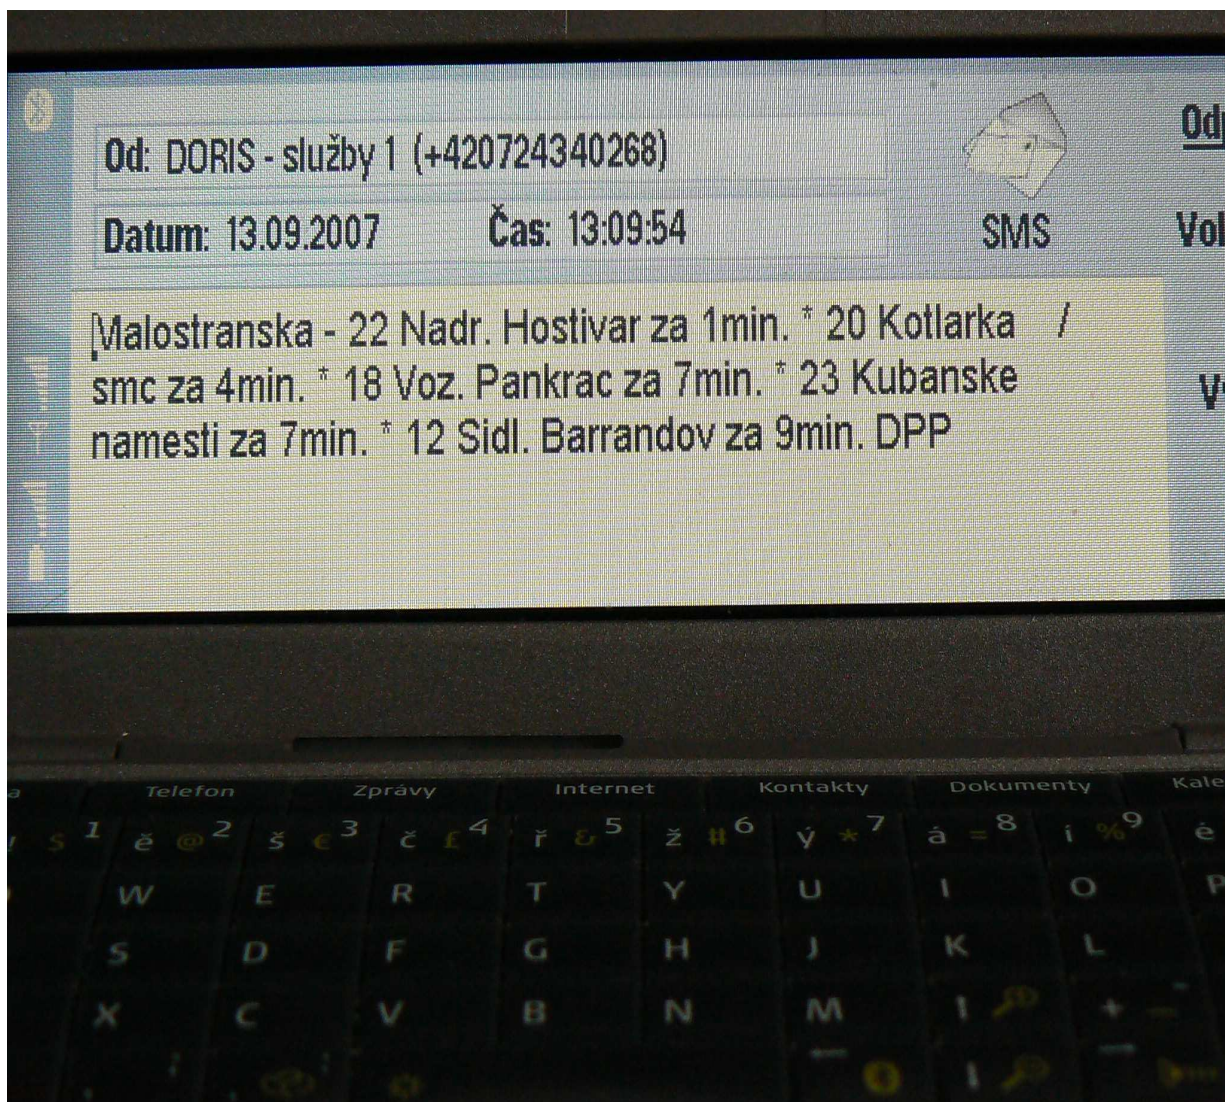 Od: DORIS - služby 1 (+420724340268)
Datum: 13.09.2007 Čas: 13:09:54
SMS
Malostranska - 22 Nadr. Hostivar za 1min. * 20 Kotlarka /
smc za 4min. * 18 Voz. Pankrac za 7min. * 23 Kubanske
namesti za 7min. * 12 Sidl. Barrandov za 9min. DPP
Telefon Zprávy Internet Kontakty Dokumenty Kale
$ 1 ě @ 2 š € 3 č £ 4 ř & 5 ž # 6 ý * 7 á = 8 í % 9 é
W E R T Y U I O P
S D F G H J K L
X C V B N M